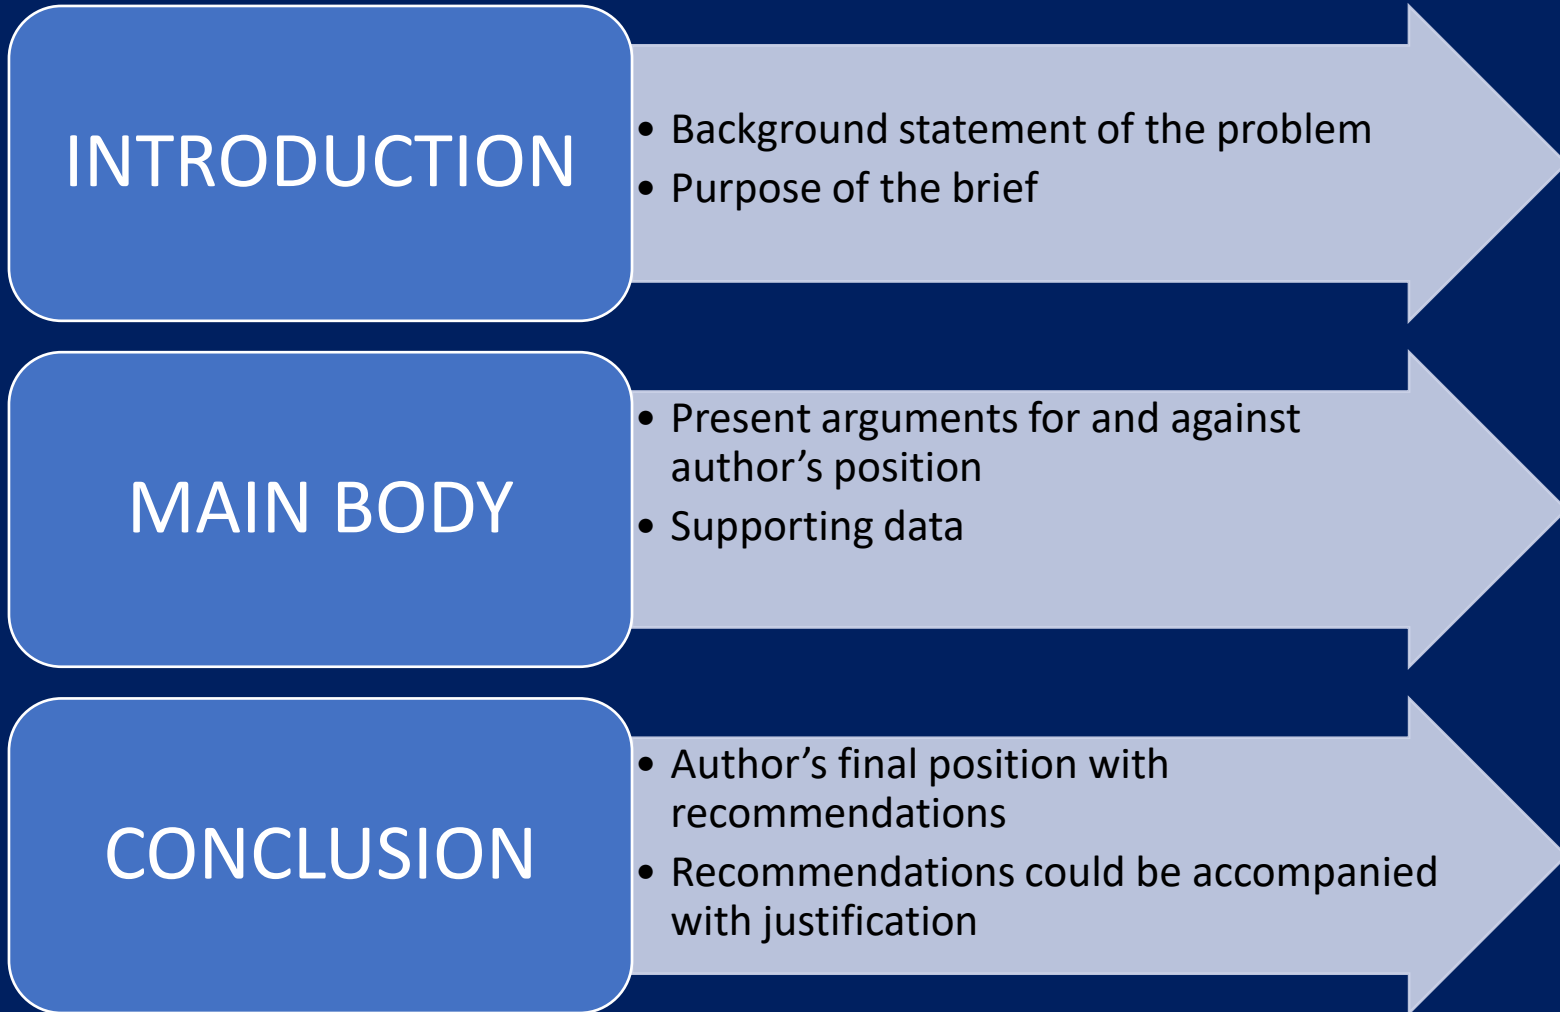 INTRODUCTION
• Background statement of the problem
• Purpose of the brief
MAIN BODY
• Present arguments for and against
author’s position
• Supporting data
CONCLUSION
• Author’s final position with
recommendations
• Recommendations could be accompanied
with justification